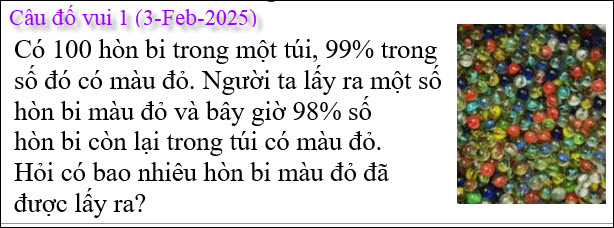 Câu đố vui 1 (3-Feb-2025)
Có 100 hòn bi trong một túi, 99% trong
số đó có màu đỏ. Người ta lấy ra một số
hòn bi màu đỏ và bây giờ 98% số
hòn bi còn lại trong túi có màu đỏ.
Hỏi có bao nhiêu hòn bi màu đỏ đã
được lấy ra?